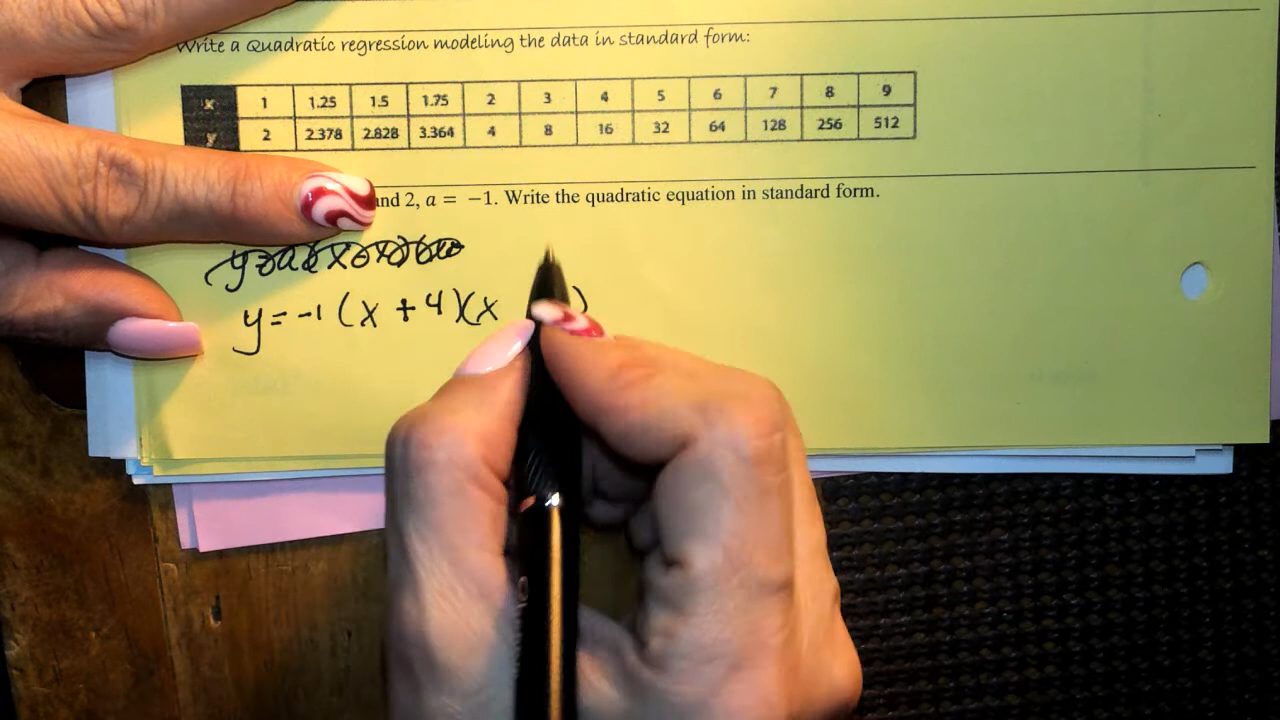 Write a Quadratic regression modeling the data in standard form:
x 1 1.25 1.5 1.75 2 3 4 5 6 7 8 9
y 2 2.378 2.828 3.364 4 8 16 32 64 128 256 512
and 2, a = −1. Write the quadratic equation in standard form.
y = -1 (x + 4)(x )